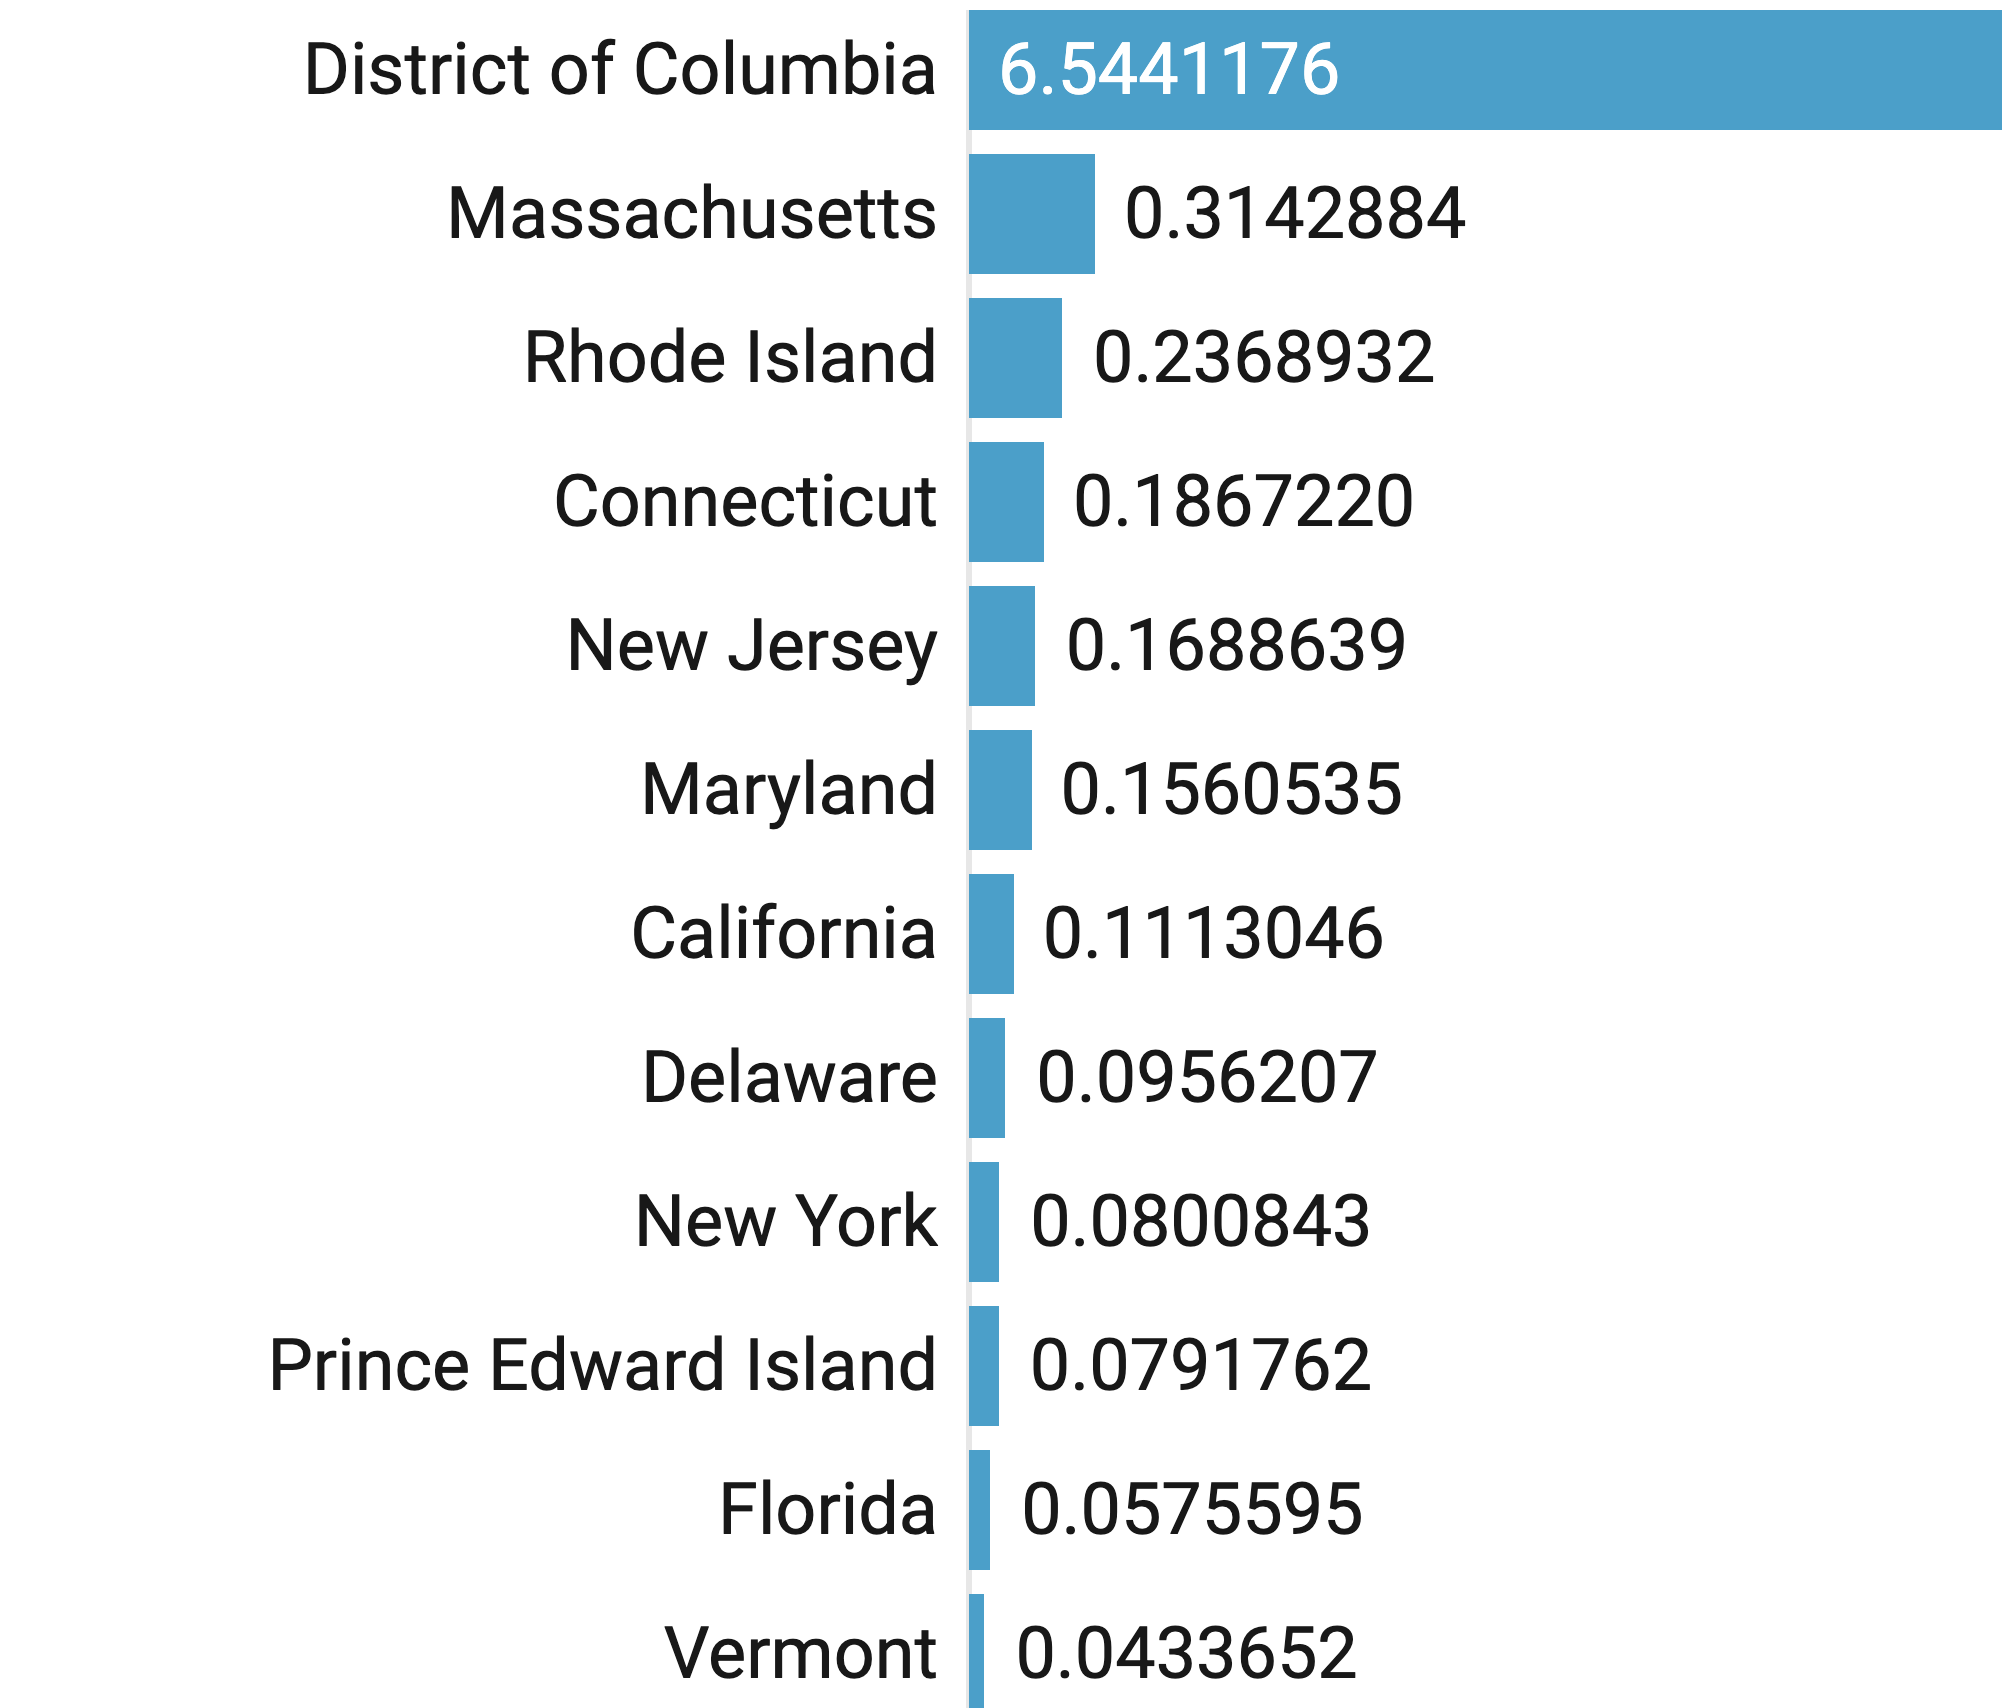 District of Columbia 6.5441176
Massachusetts 0.3142884
Rhode Island 0.2368932
Connecticut 0.1867220
New Jersey 0.1688639
Maryland 0.1560535
California 0.1113046
Delaware 0.0956207
New York 0.0800843
Prince Edward Island 0.0791762
Florida 0.0575595
Vermont 0.0433652